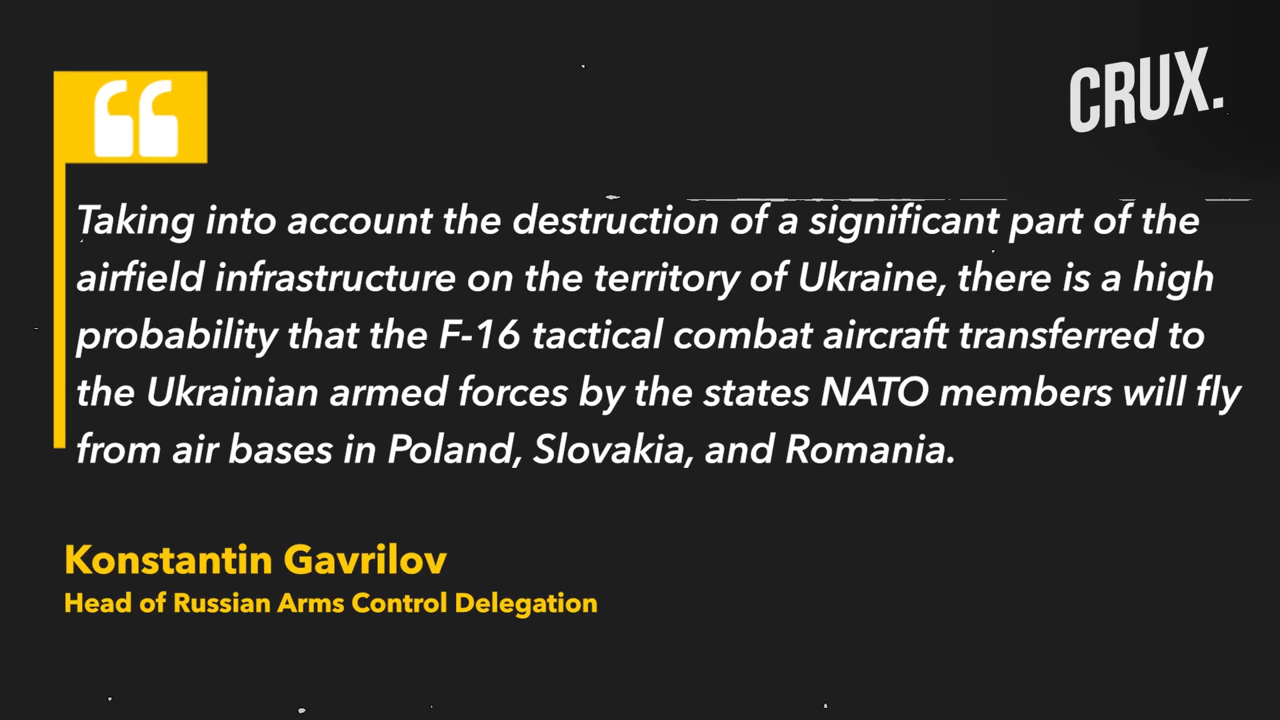 CRUX.
“
Taking into account the destruction of a significant part of the
airfield infrastructure on the territory of Ukraine, there is a high
probability that the F-16 tactical combat aircraft transferred to
the Ukrainian armed forces by the states NATO members will fly
from air bases in Poland, Slovakia, and Romania.
Konstantin Gavrilov
Head of Russian Arms Control Delegation